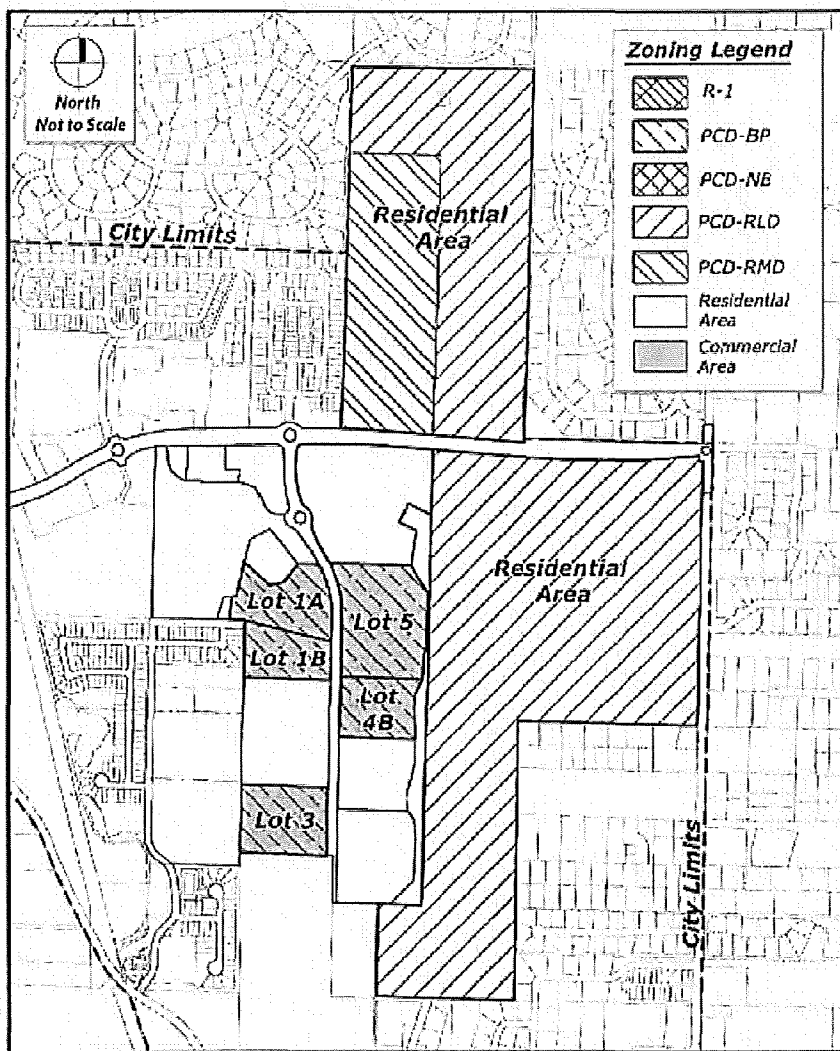 North
Not to Scale
Zoning Legend
R-1
PCD-BP
PCD-NB
PCD-RLD
PCD-RMD
Residential
Area
Commercial
Area
Residential
Area
City Limits
Residential
Area
Lot 1A
Lot 5
Lot 1B
Lot
4B
Lot 3
City Limits